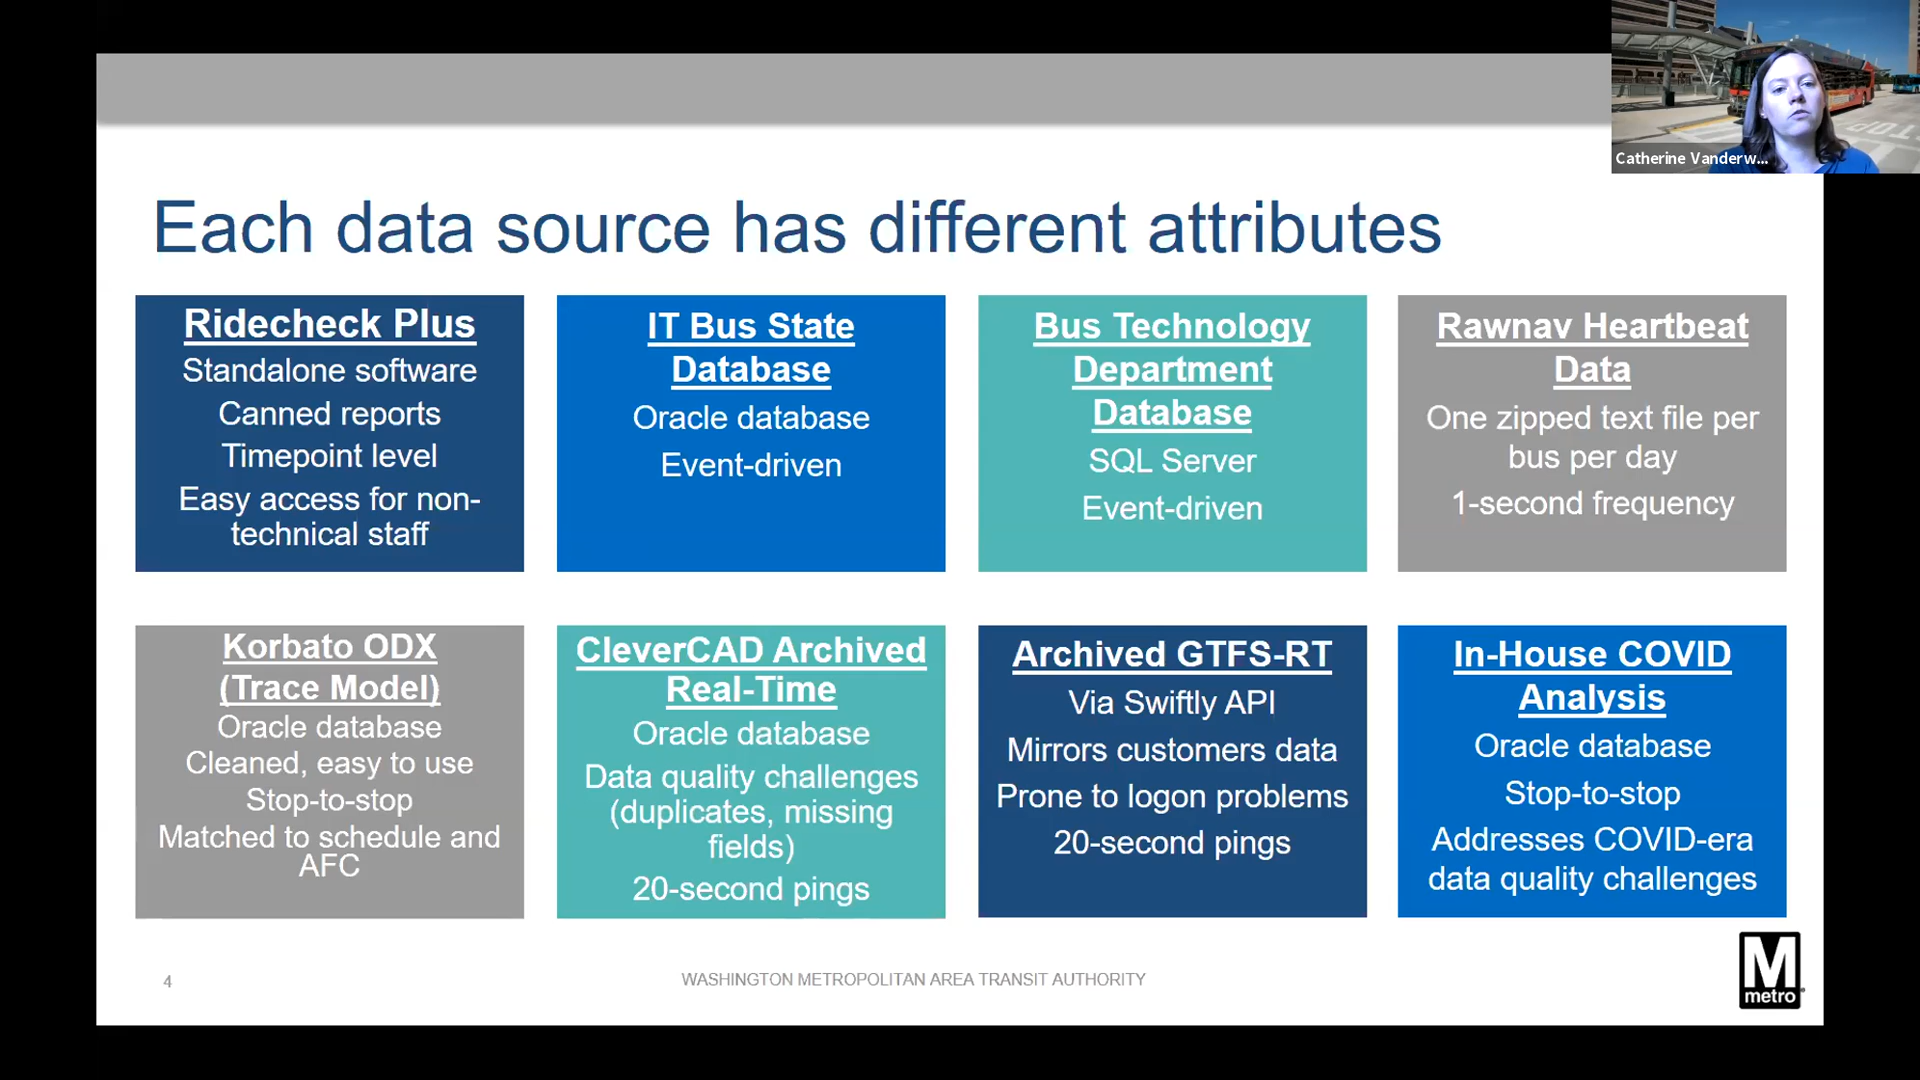 Catherine Vanderw...
Each data source has different attributes
Ridecheck Plus
Standalone software
Canned reports
Timepoint level
Easy access for non-
technical staff
IT Bus State
Database
Oracle database
Event-driven
Bus Technology
Department
Database
SQL Server
Event-driven
Rawnav Heartbeat
Data
One zipped text file per
bus per day
1-second frequency
Korbato ODX
(Trace Model)
Oracle database
Cleaned, easy to use
Stop-to-stop
Matched to schedule and
AFC
CleverCAD Archived
Real-Time
Oracle database
Data quality challenges
(duplicates, missing
fields)
20-second pings
Archived GTFS-RT
Via Swiftly API
Mirrors customers data
Prone to logon problems
20-second pings
In-House COVID
Analysis
Oracle database
Stop-to-stop
Addresses COVID-era
data quality challenges
4
WASHINGTON METROPOLITAN AREA TRANSIT AUTHORITY
M
metro